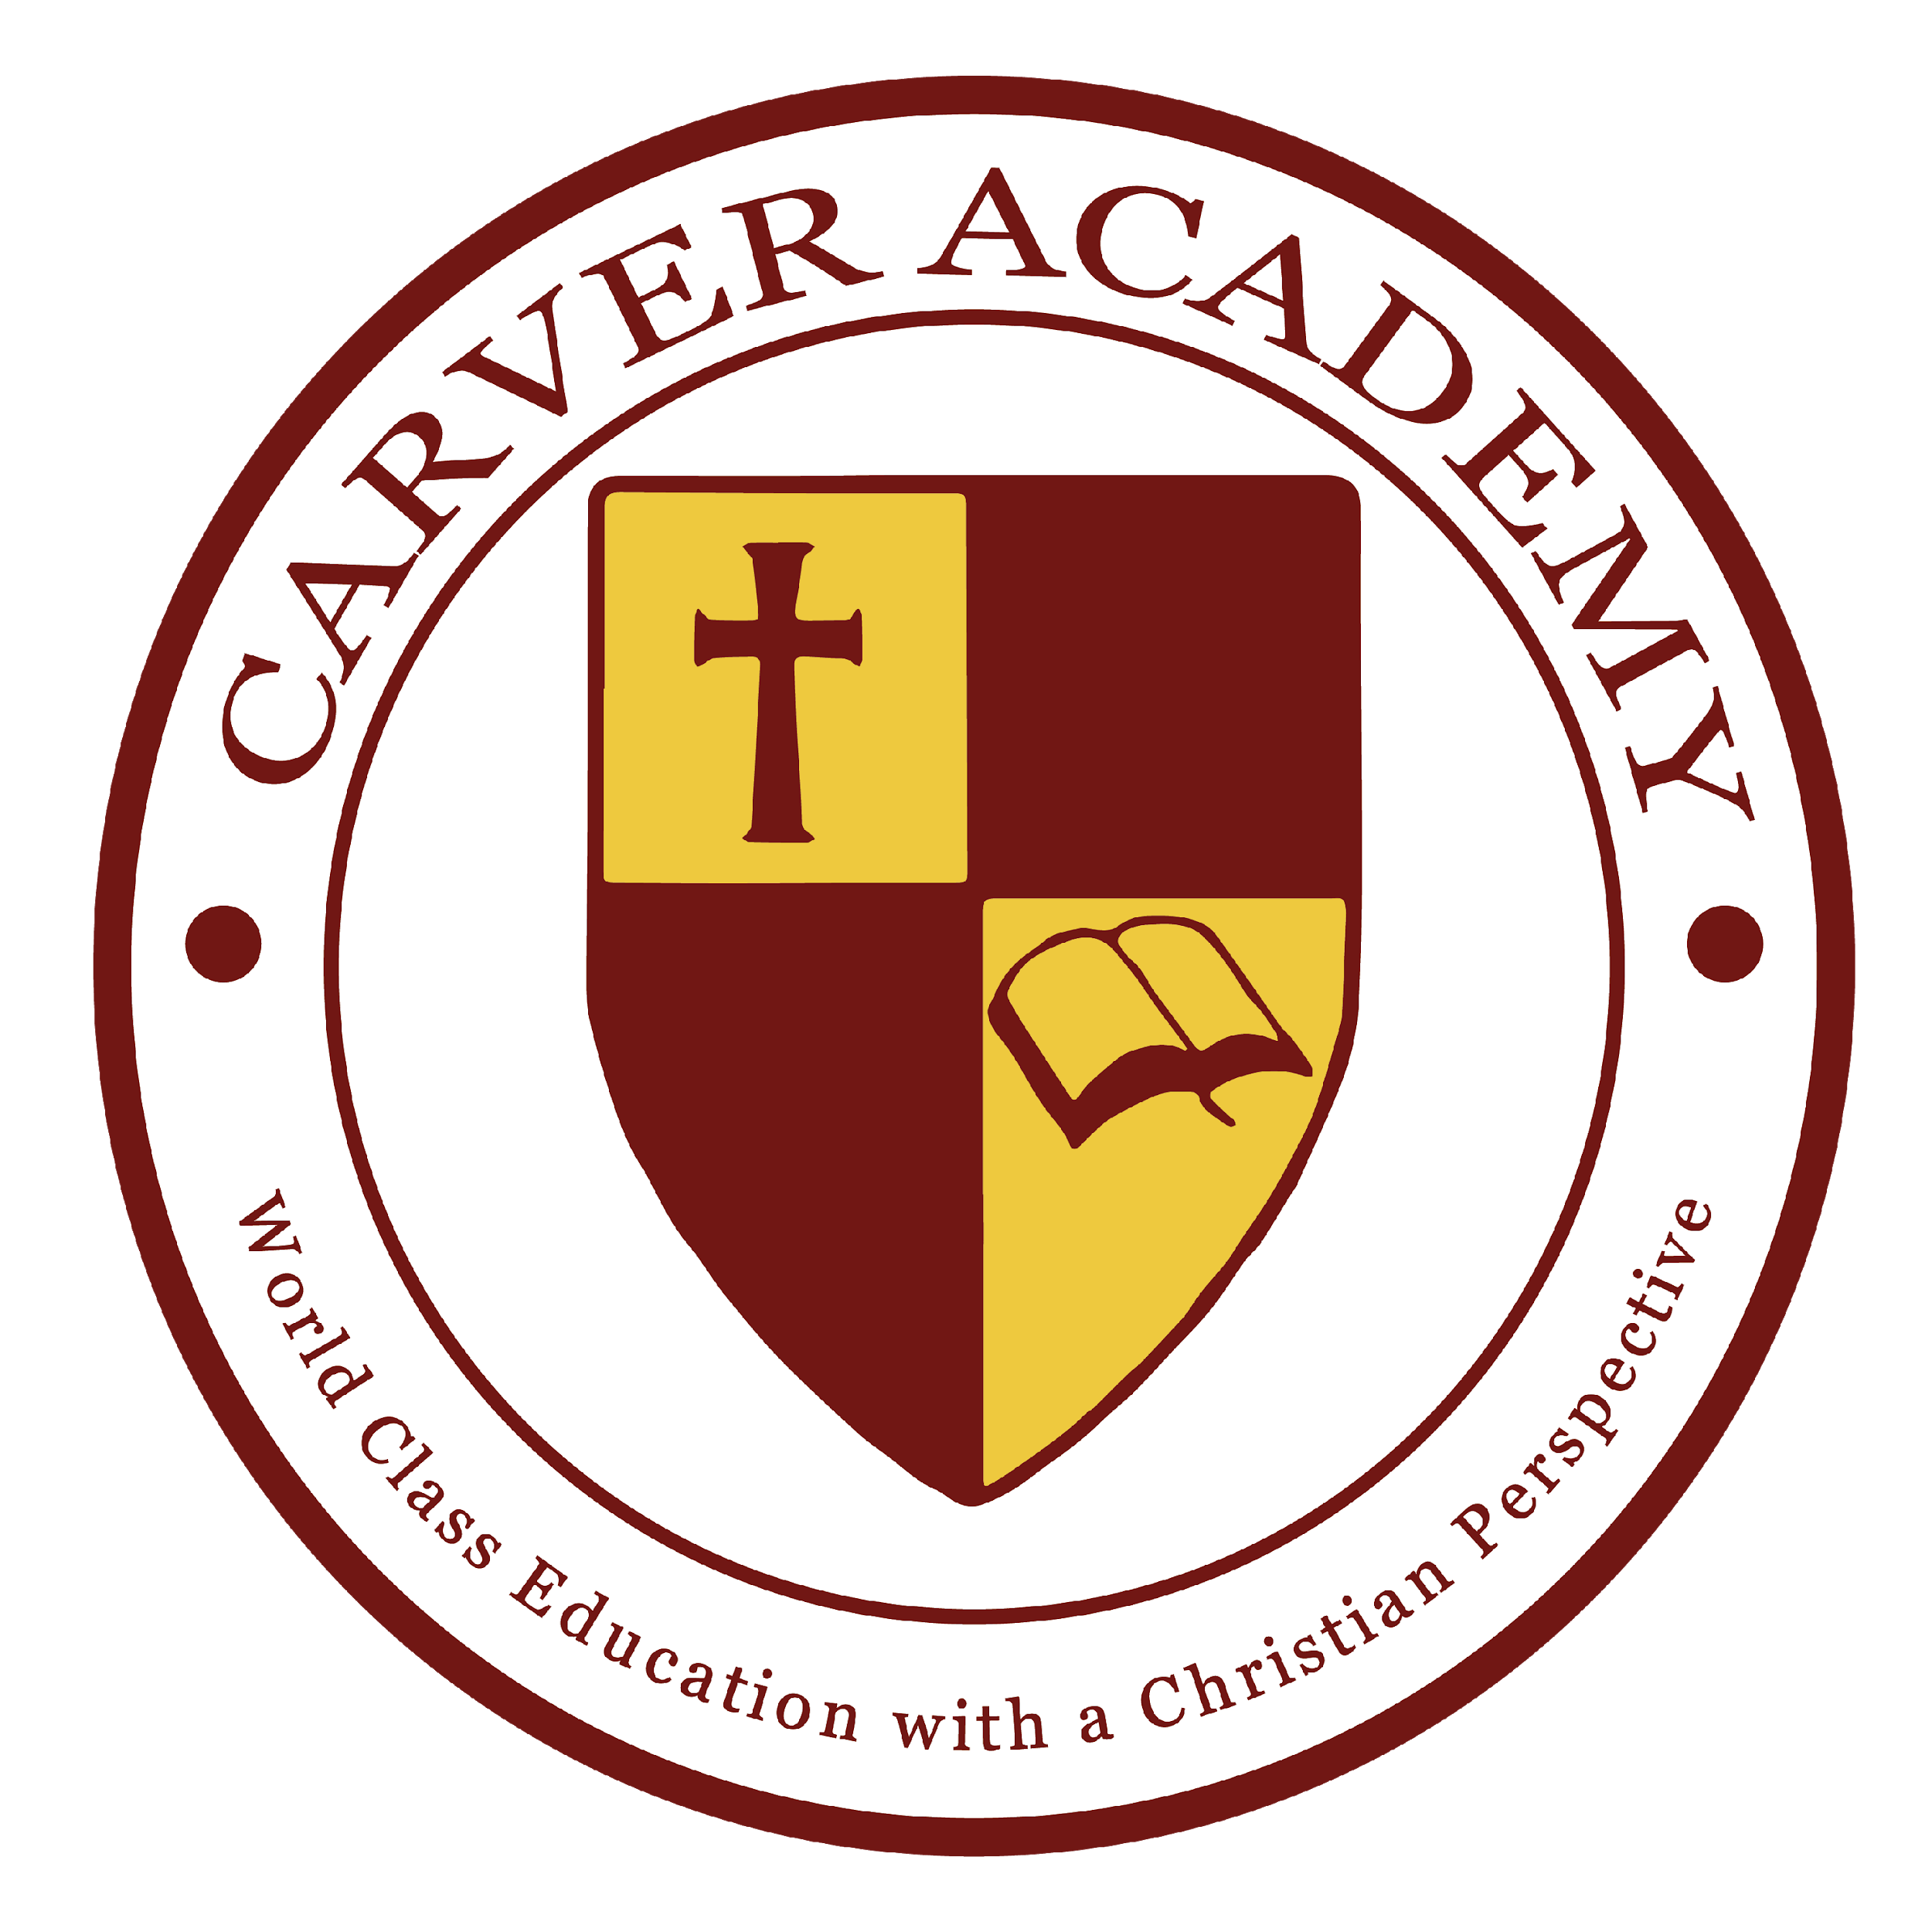 CARVER ACADEMY
World Class Education with a Christian Perspective